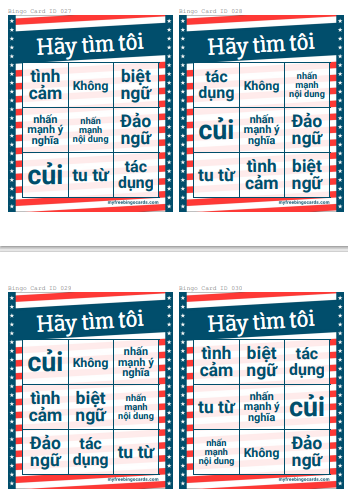 Bingo Card ID 027
Hãy tìm tôi
tình
cảm
Không
biệt
ngữ
nhấn
mạnh ý
nghĩa
nhấn
mạnh
nội dung
Đảo
ngữ
củi
tu từ
tác
dụng
myfreebingocards.com
Bingo Card ID 028
Hãy tìm tôi
tác
dụng
Không
nhấn
mạnh
nội dung
củi
nhấn
mạnh ý
nghĩa
Đảo
ngữ
tu từ
tình
cảm
biệt
ngữ
myfreebingocards.com
Bingo Card ID 029
Hãy tìm tôi
củi
Không
nhấn
mạnh ý
nghĩa
tình
cảm
biệt
ngữ
nhấn
mạnh
nội dung
Đảo
ngữ
tác
dụng
tu từ
myfreebingocards.com
Bingo Card ID 030
Hãy tìm tôi
tình
cảm
biệt
ngữ
tác
dụng
tu từ
nhấn
mạnh ý
nghĩa
củi
nhấn
mạnh
nội dung
Không
Đảo
ngữ
myfreebingocards.com